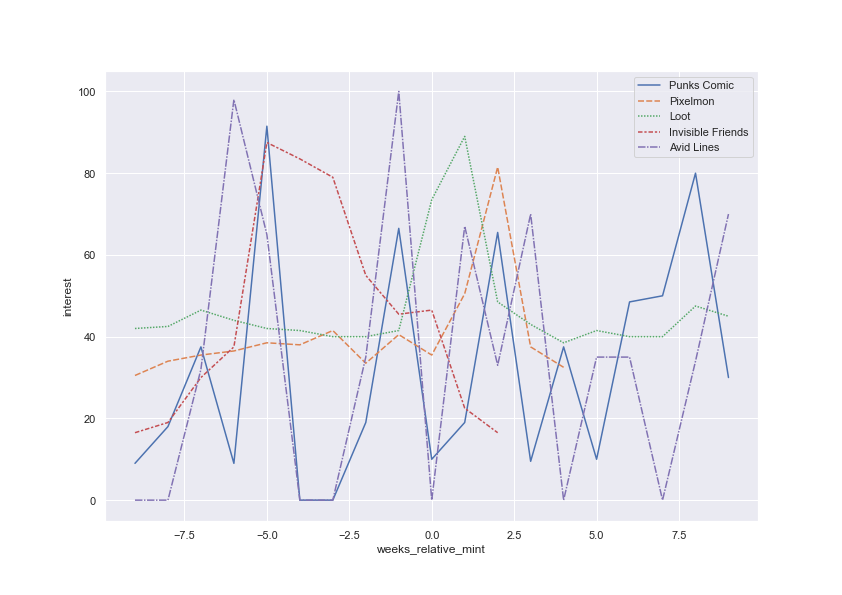 Punks Comic
Pixelmon
Loot
Invisible Friends
Avid Lines
100
80
60
40
20
0
interest
−7.5 −5.0 −2.5 0.0 2.5 5.0 7.5
weeks_relative_mint